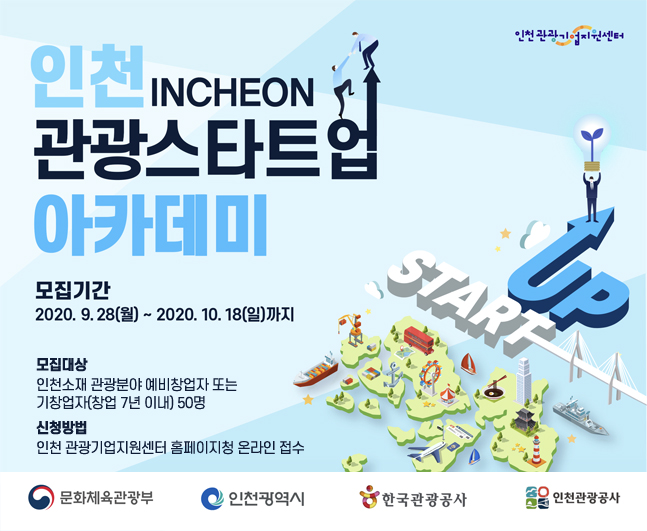 인천관광기업지원센터
인천 INCHEON
관광스타트업
아카데미
모집기간
2020. 9. 28(월) ~ 2020. 10. 18(일)까지
START UP
모집대상
인천소재 관광분야 예비창업자 또는
기창업자(창업 7년 이내) 50명
신청방법
인천 관광기업지원센터 홈페이지청 온라인 접수
문화체육관광부 인천광역시 한국관광공사 인천관광공사